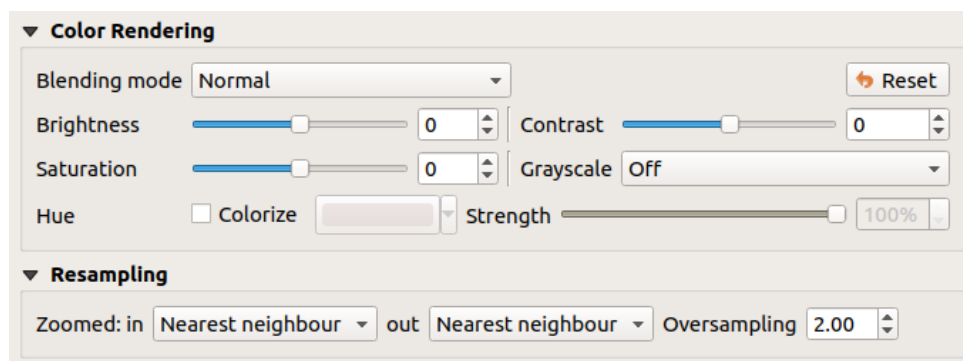 Color Rendering
Blending mode Normal Reset
Brightness 0 Contrast 0
Saturation 0 Grayscale Off
Hue Colorize Strength 100%
Resampling
Zoomed: in Nearest neighbour out Nearest neighbour Oversampling 2.00